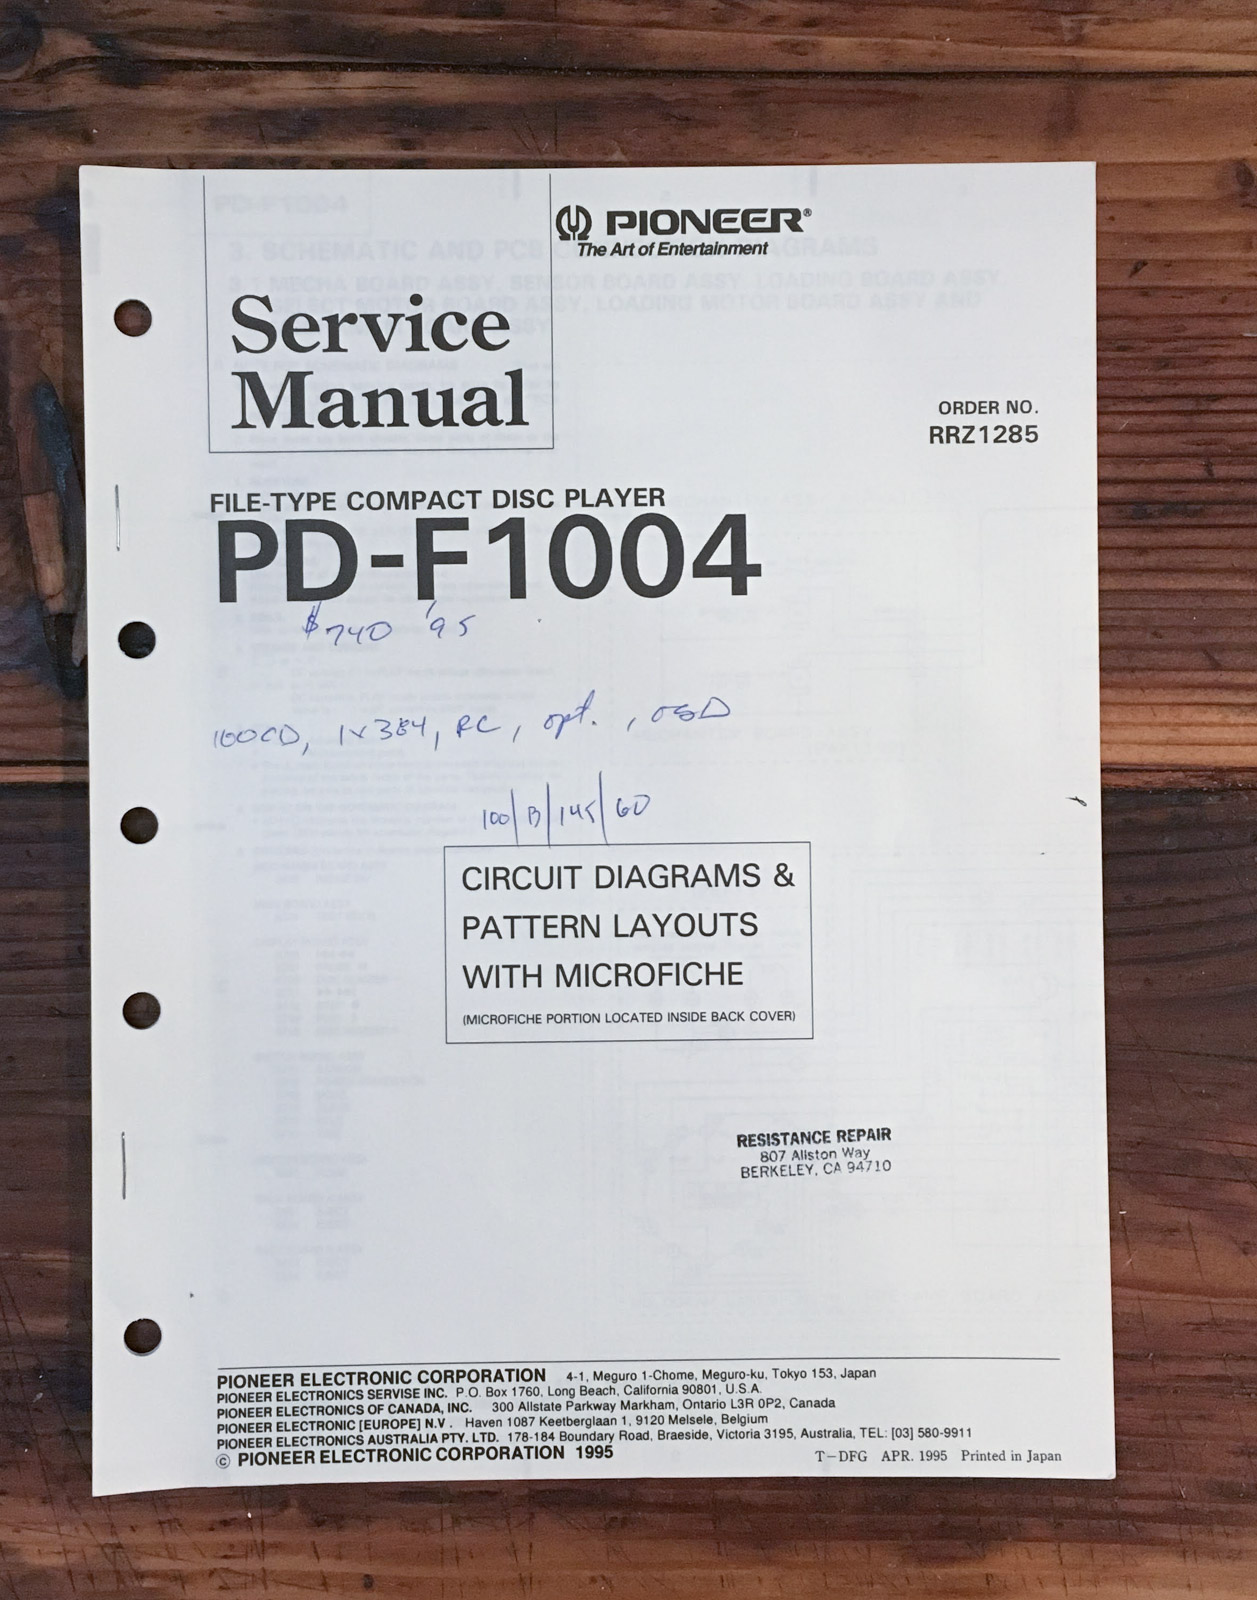 PIONEER®
The Art of Entertainment
Service
Manual
ORDER NO.
RRZ1285
FILE-TYPE COMPACT DISC PLAYER
PD-F1004
$740 '95
100CD, 1x384, RC, opt., OSD
100/B/145/60
CIRCUIT DIAGRAMS &
PATTERN LAYOUTS
WITH MICROFICHE
(MICROFICHE PORTION LOCATED INSIDE BACK COVER)
RESISTANCE REPAIR
807 Allston Way
BERKELEY, CA 94710
PIONEER ELECTRONIC CORPORATION 4-1, Meguro 1-Chome, Meguro-ku, Tokyo 153, Japan
PIONEER ELECTRONICS SERVISE INC. P.O. Box 1760, Long Beach, California 90801, U.S.A.
PIONEER ELECTRONICS OF CANADA, INC. 300 Allstate Parkway Markham, Ontario L3R 0P2, Canada
PIONEER ELECTRONIC [EUROPE] N.V. Haven 1087 Keetberglaan 1, 9120 Melsele, Belgium
PIONEER ELECTRONICS AUSTRALIA PTY. LTD. 178-184 Boundary Road, Braeside, Victoria 3195, Australia, TEL: [03] 580-9911
© PIONEER ELECTRONIC CORPORATION 1995
T–DFG APR. 1995 Printed in Japan